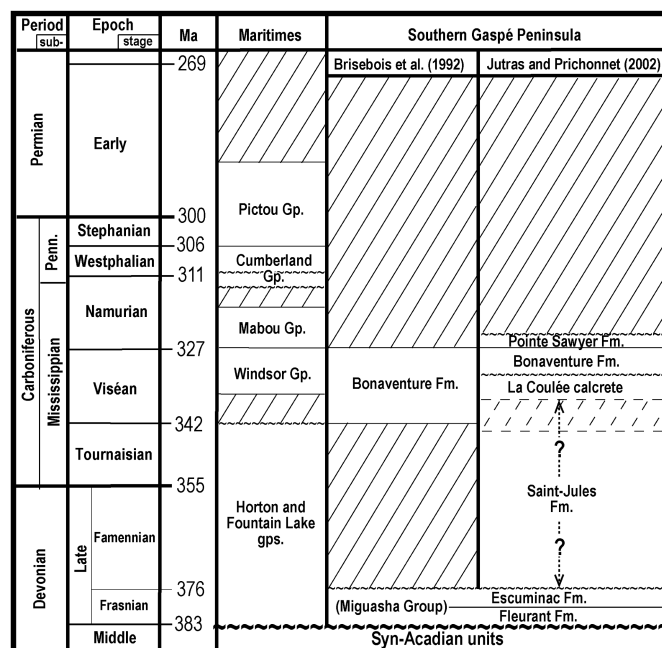 Period
sub-
Epoch
stage
Ma
Maritimes
Southern Gaspé Peninsula
Brisebois et al. (1992)
Jutras and Prichonnet (2002)
269
Permian
Early
300
Pictou Gp.
Carboniferous
Penn.
Stephanian
306
Westphalian
Cumberland
Gp.
311
Mississippian
Namurian
Mabou Gp.
Pointe Sawyer Fm.
327
Viséan
Windsor Gp.
Bonaventure Fm.
Bonaventure Fm.
La Coulée calcrete
342
Tournaisian
?
355
Saint-Jules
Fm.
Devonian
Late
Famennian
Horton and
Fountain Lake
gps.
?
376
Frasnian
(Miguasha Group)
Escuminac Fm.
Fleurant Fm.
383
Middle
Syn-Acadian units